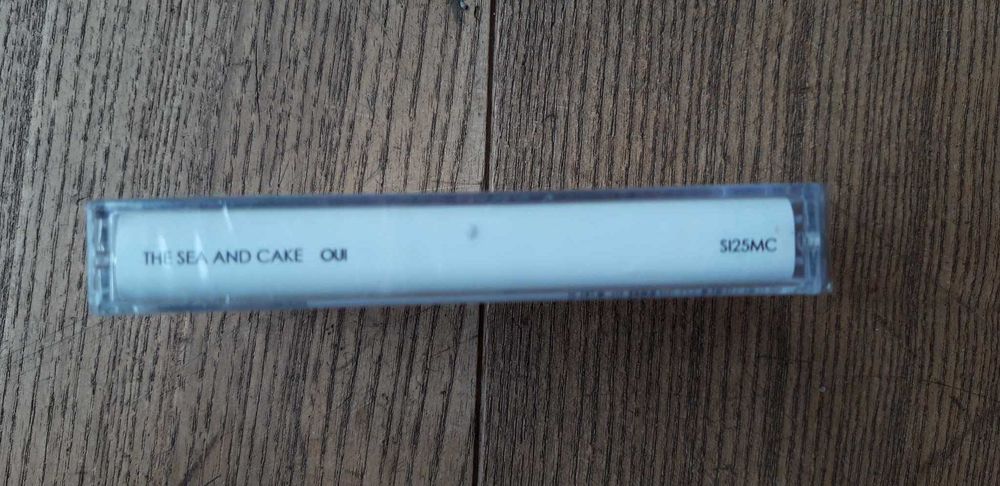 THE SEA AND CAKE OUI SI25MC